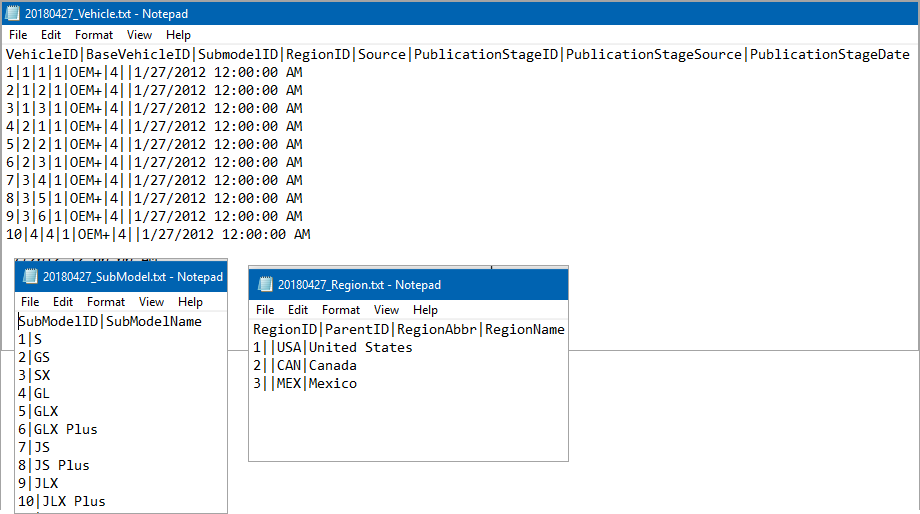 20180427_Vehicle.txt - Notepad
File Edit Format View Help
VehicleID|BaseVehicleID|SubmodelID|RegionID|Source|PublicationStageID|PublicationStageSource|PublicationStageDate
1|1|1|1|OEM+|4||1/27/2012 12:00:00 AM
2|1|2|1|OEM+|4||1/27/2012 12:00:00 AM
3|1|3|1|OEM+|4||1/27/2012 12:00:00 AM
4|2|1|1|OEM+|4||1/27/2012 12:00:00 AM
5|2|2|1|OEM+|4||1/27/2012 12:00:00 AM
6|2|3|1|OEM+|4||1/27/2012 12:00:00 AM
7|3|4|1|OEM+|4||1/27/2012 12:00:00 AM
8|3|5|1|OEM+|4||1/27/2012 12:00:00 AM
9|3|6|1|OEM+|4||1/27/2012 12:00:00 AM
10|4|4|1|OEM+|4||1/27/2012 12:00:00 AM
20180427_SubModel.txt - Notepad
File Edit Format View Help
SubModelID|SubModelName
1|S
2|GS
3|SX
4|GL
5|GLX
6|GLX Plus
7|JS
8|JS Plus
9|JLX
10|JLX Plus
20180427_Region.txt - Notepad
File Edit Format View Help
RegionID|ParentID|RegionAbbr|RegionName
1||USA|United States
2||CAN|Canada
3||MEX|Mexico